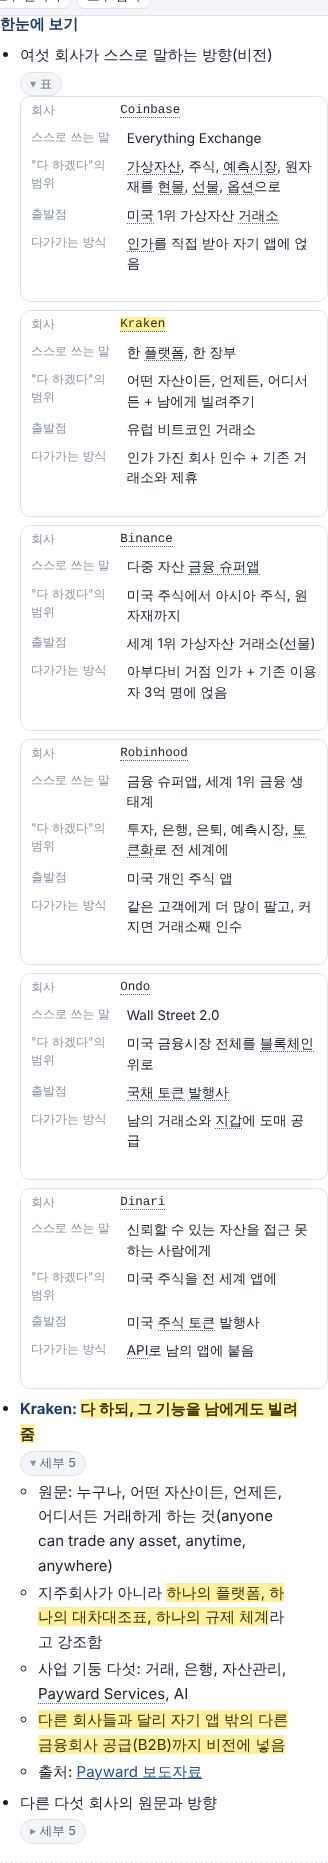 한눈에 보기
여섯 회사가 스스로 말하는 방향(비전)
▾ 표
회사 Coinbase
스스로 쓰는 말 Everything Exchange
"다 하겠다"의 범위 가상자산, 주식, 예측시장, 원자
재를 현물, 선물, 옵션으로
출발점 미국 1위 가상자산 거래소
다가가는 방식 인가를 직접 받아 자기 앱에 얹
음
회사 Kraken
스스로 쓰는 말 한 플랫폼, 한 장부
"다 하겠다"의 범위 어떤 자산이든, 언제든, 어디서
든 + 남에게 빌려주기
출발점 유럽 비트코인 거래소
다가가는 방식 인가 가진 회사 인수 + 기존 거
래소와 제휴
회사 Binance
스스로 쓰는 말 다중 자산 금융 슈퍼앱
"다 하겠다"의 범위 미국 주식에서 아시아 주식, 원
자재까지
출발점 세계 1위 가상자산 거래소(선물)
다가가는 방식 아부다비 거점 인가 + 기존 이용
자 3억 명에 얹음
회사 Robinhood
스스로 쓰는 말 금융 슈퍼앱, 세계 1위 금융 생
태계
"다 하겠다"의 범위 투자, 은행, 은퇴, 예측시장, 토
큰화로 전 세계에
출발점 미국 개인 주식 앱
다가가는 방식 같은 고객에게 더 많이 팔고, 커
지면 거래소째 인수
회사 Ondo
스스로 쓰는 말 Wall Street 2.0
"다 하겠다"의 범위 미국 금융시장 전체를 블록체인
위로
출발점 국채 토큰 발행사
다가가는 방식 남의 거래소와 지갑에 도매 공
급
회사 Dinari
스스로 쓰는 말 신뢰할 수 있는 자산을 접근 못
하는 사람에게
"다 하겠다"의 범위 미국 주식을 전 세계 앱에
출발점 미국 주식 토큰 발행사
다가가는 방식 API로 남의 앱에 붙음
Kraken: 다 하되, 그 기능을 남에게도 빌려
줌
▾ 세부 5
원문: 누구나, 어떤 자산이든, 언제든,
어디서든 거래하게 하는 것(anyone
can trade any asset, anytime,
anywhere)
지주회사가 아니라 하나의 플랫폼, 하
나의 대차대조표, 하나의 규제 체계라
고 강조함
사업 기둥 다섯: 거래, 은행, 자산관리,
Payward Services, AI
다른 회사들과 달리 자기 앱 밖의 다른
금융회사 공급(B2B)까지 비전에 넣음
출처: Payward 보도자료
다른 다섯 회사의 원문과 방향
▸ 세부 5